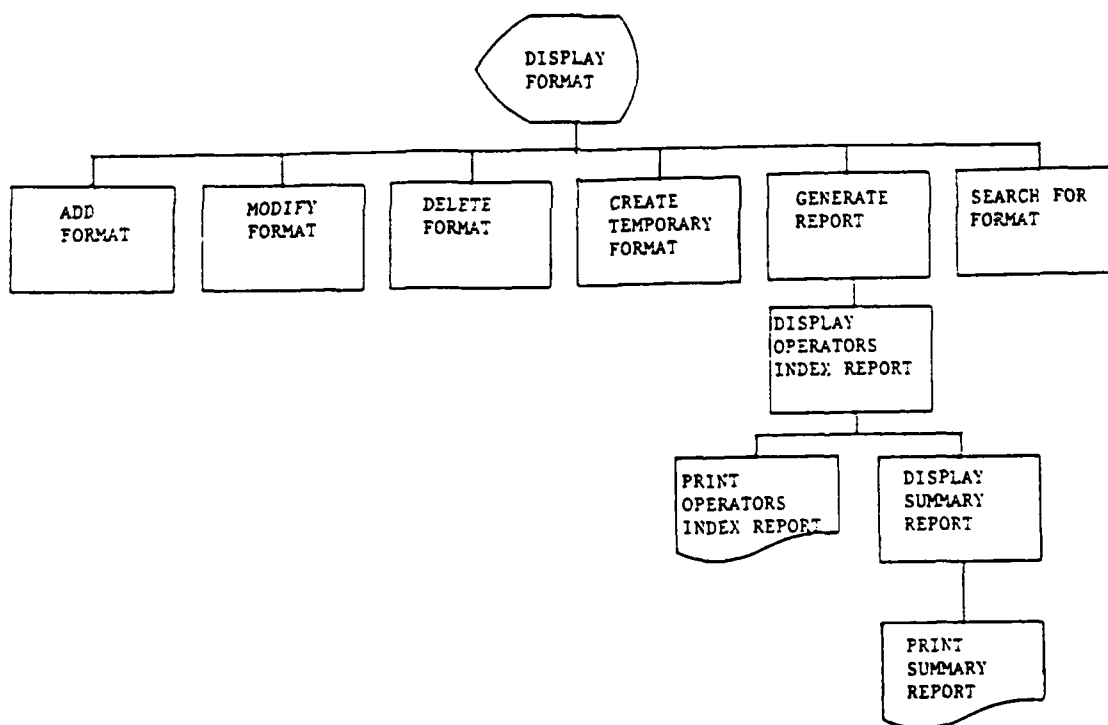 DISPLAY
FORMAT
ADD
FORMAT
MODIFY
FORMAT
DELETE
FORMAT
CREATE
TEMPORARY
FORMAT
GENERATE
REPORT
SEARCH FOR
FORMAT
DISPLAY
OPERATORS
INDEX REPORT
PRINT
OPERATORS
INDEX REPORT
DISPLAY
SUMMARY
REPORT
PRINT
SUMMARY
REPORT